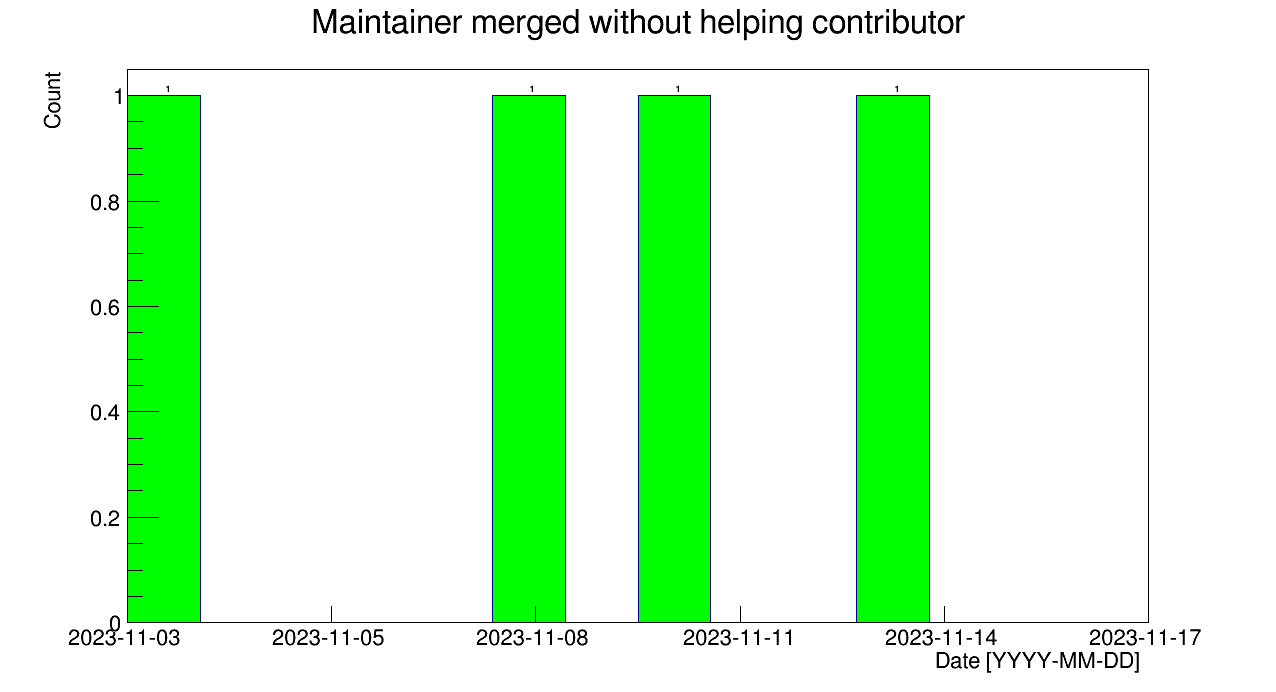 Maintainer merged without helping contributor
Count
1 1 1 1
1
0.8
0.6
0.4
0.2
0
2023-11-03 2023-11-05 2023-11-08 2023-11-11 2023-11-14 2023-11-17
Date [YYYY-MM-DD]